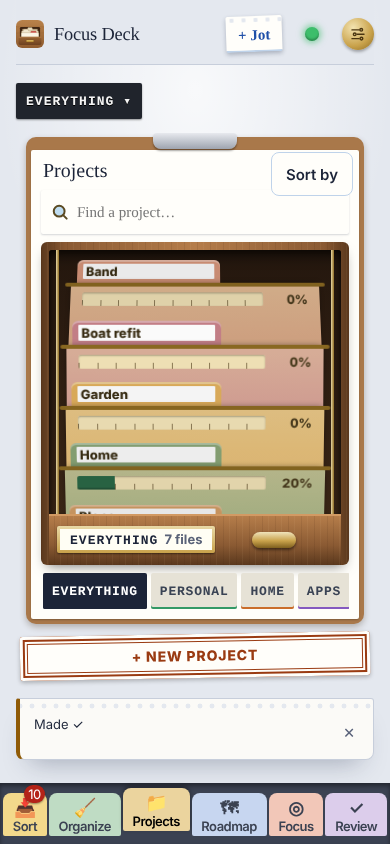 Focus Deck
+ Jot
EVERYTHING ▾
Projects
Sort by
Find a project…
Band
0%
Boat refit
0%
Garden
0%
Home
20%
EVERYTHING 7 files
EVERYTHING
PERSONAL
HOME
APPS
+ NEW PROJECT
Made ✓
×
10
Sort
Organize
Projects
Roadmap
Focus
Review